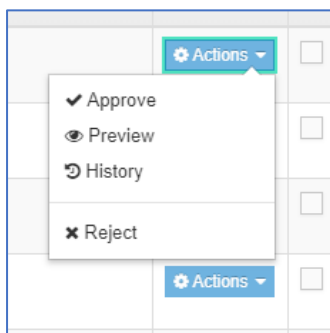 Actions
Approve
Preview
History
Reject
Actions